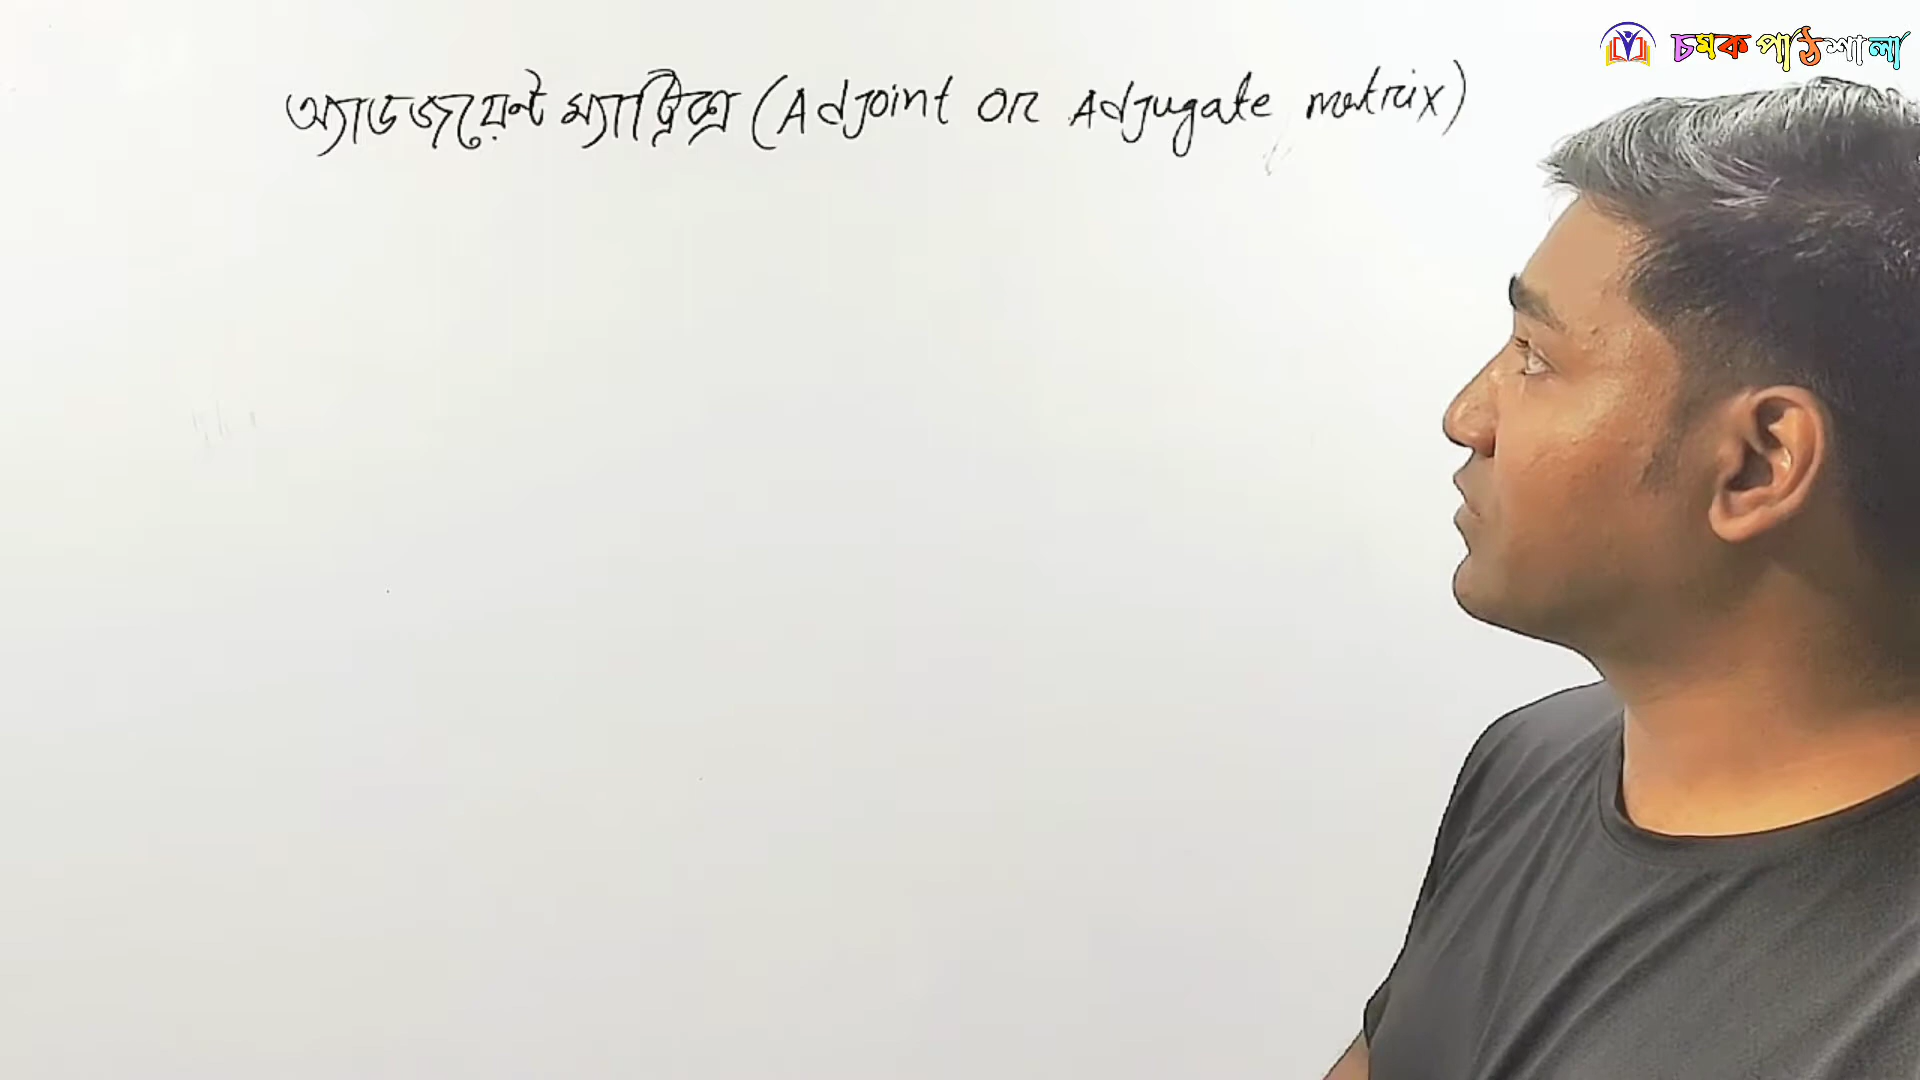 চমক পাঠশালা
অ্যাডজয়েন্ট ম্যাট্রিক্স (Adjoint or Adjugate matrix)